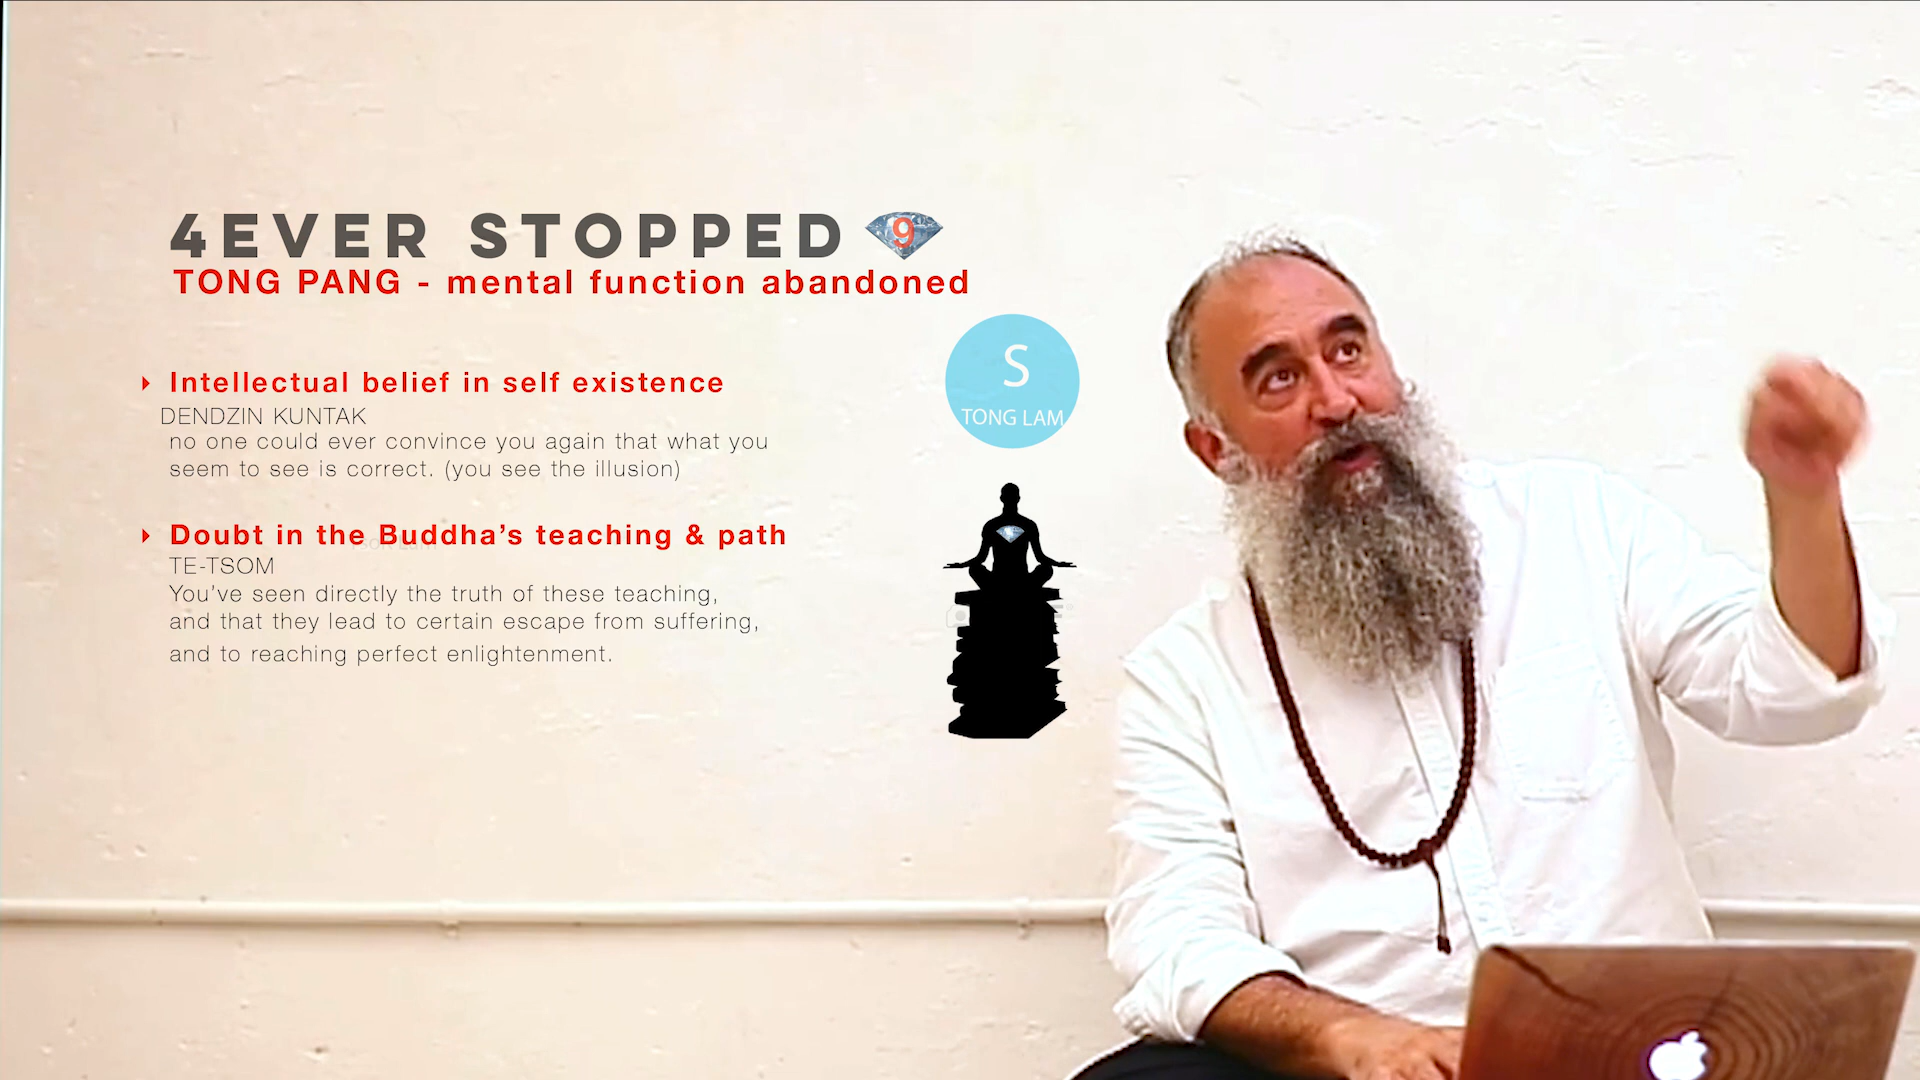 4EVER STOPPED 9
TONG PANG - mental function abandoned
Intellectual belief in self existence
DENDZIN KUNTAK
no one could ever convince you again that what you
seem to see is correct. (you see the illusion)
Doubt in the Buddha’s teaching & path
TE-TSOM
You’ve seen directly the truth of these teaching,
and that they lead to certain escape from suffering,
and to reaching perfect enlightenment.
S
TONG LAM